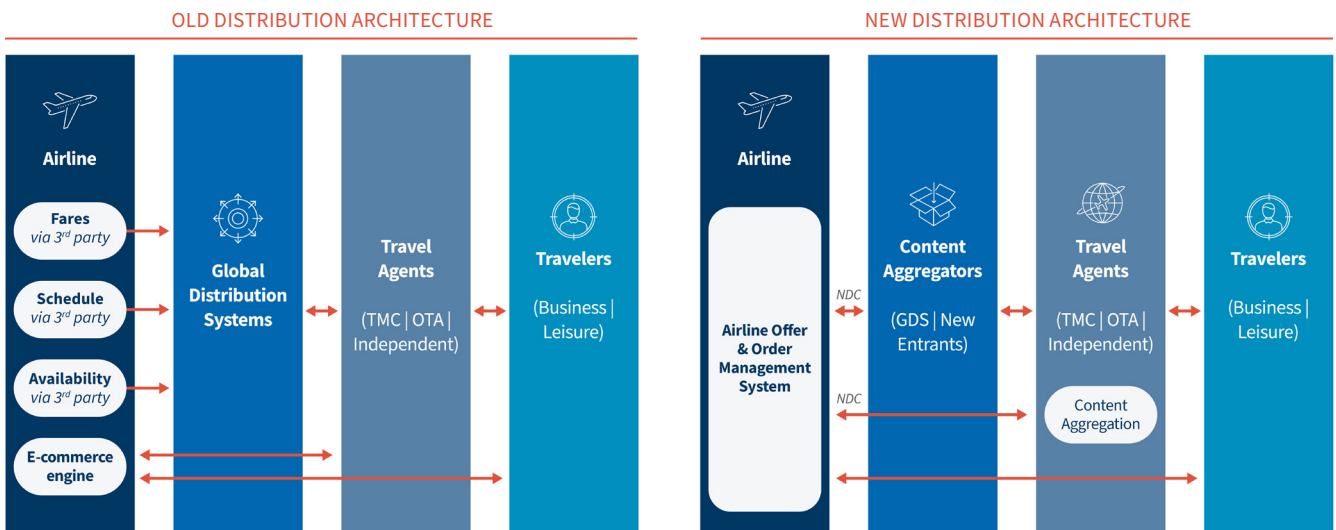 OLD DISTRIBUTION ARCHITECTURE
Airline
Fares
via 3rd party
Schedule
via 3rd party
Availability
via 3rd party
E-commerce
engine
Global
Distribution
Systems
Travel
Agents
(TMC | OTA |
Independent)
Travelers
(Business |
Leisure)
NEW DISTRIBUTION ARCHITECTURE
Airline
Airline Offer
& Order
Management
System
NDC
NDC
Content
Aggregators
(GDS | New
Entrants)
Travel
Agents
(TMC | OTA |
Independent)
Content
Aggregation
Travelers
(Business |
Leisure)